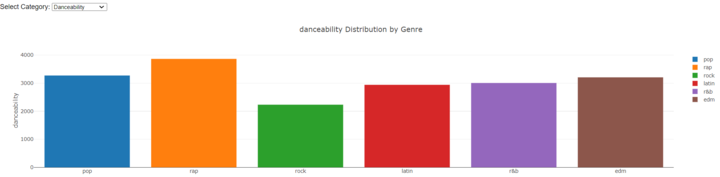 Select Category: Danceability
danceability Distribution by Genre
danceability
4000
3000
2000
1000
0
pop
rap
rock
latin
r&b
edm
pop
rap
rock
latin
r&b
edm